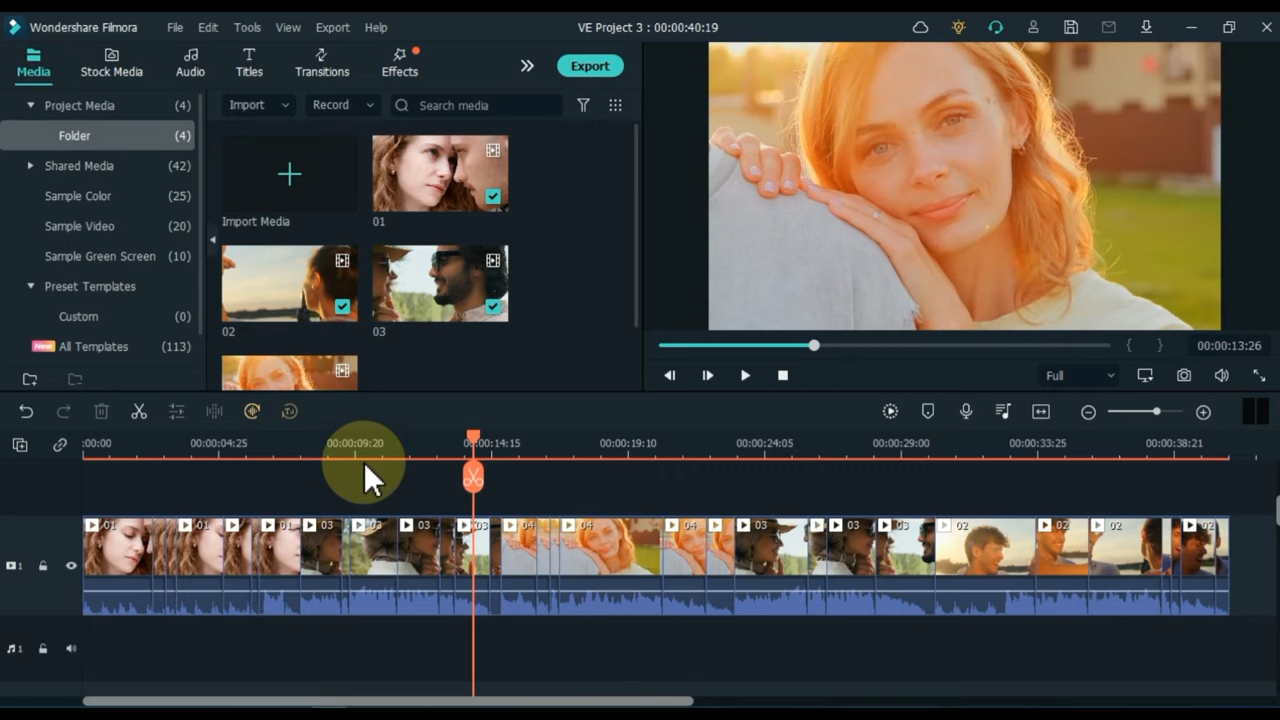 Wondershare Filmora File Edit Tools View Export Help VE Project 3 : 00:00:40:19
Media Stock Media Audio Titles Transitions Effects Export
Project Media (4)
Folder (4)
Shared Media (42)
Sample Color (25)
Sample Video (20)
Sample Green Screen (10)
Preset Templates
Custom (0)
New All Templates (113)
Import Record Search media
Import Media 01
02 03
00:00:13:26
Full
:00:00 00:00:04:25 00:00:09:20 00:00:14:15 00:00:19:10 00:00:24:05 00:00:29:00 00:00:33:25 00:00:38:21
01 01 01 03 03 03 03 04 04 04 03 03 03 02 02 02 02
1
1